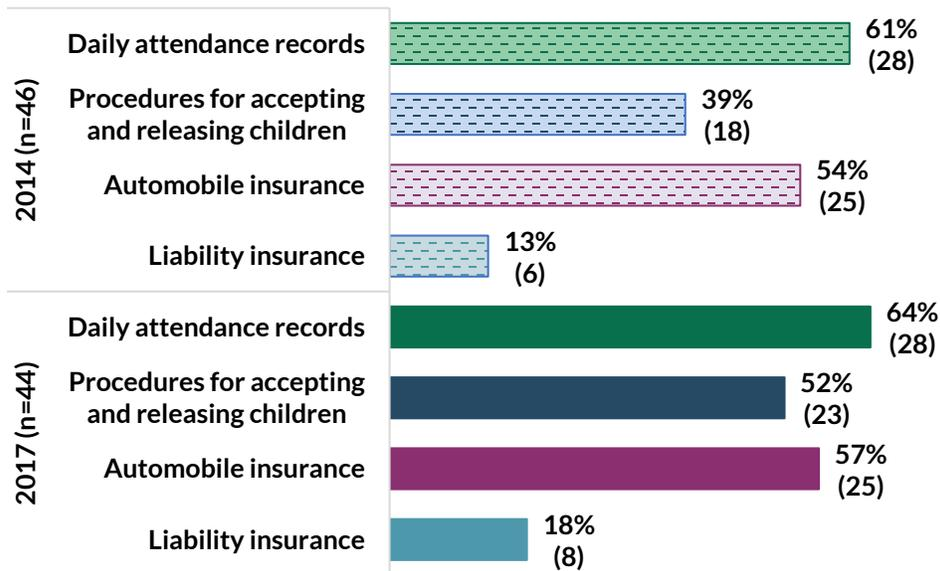 2014 (n=46)
Daily attendance records
61%
(28)
Procedures for accepting
and releasing children
39%
(18)
Automobile insurance
54%
(25)
Liability insurance
13%
(6)
2017 (n=44)
Daily attendance records
64%
(28)
Procedures for accepting
and releasing children
52%
(23)
Automobile insurance
57%
(25)
Liability insurance
18%
(8)